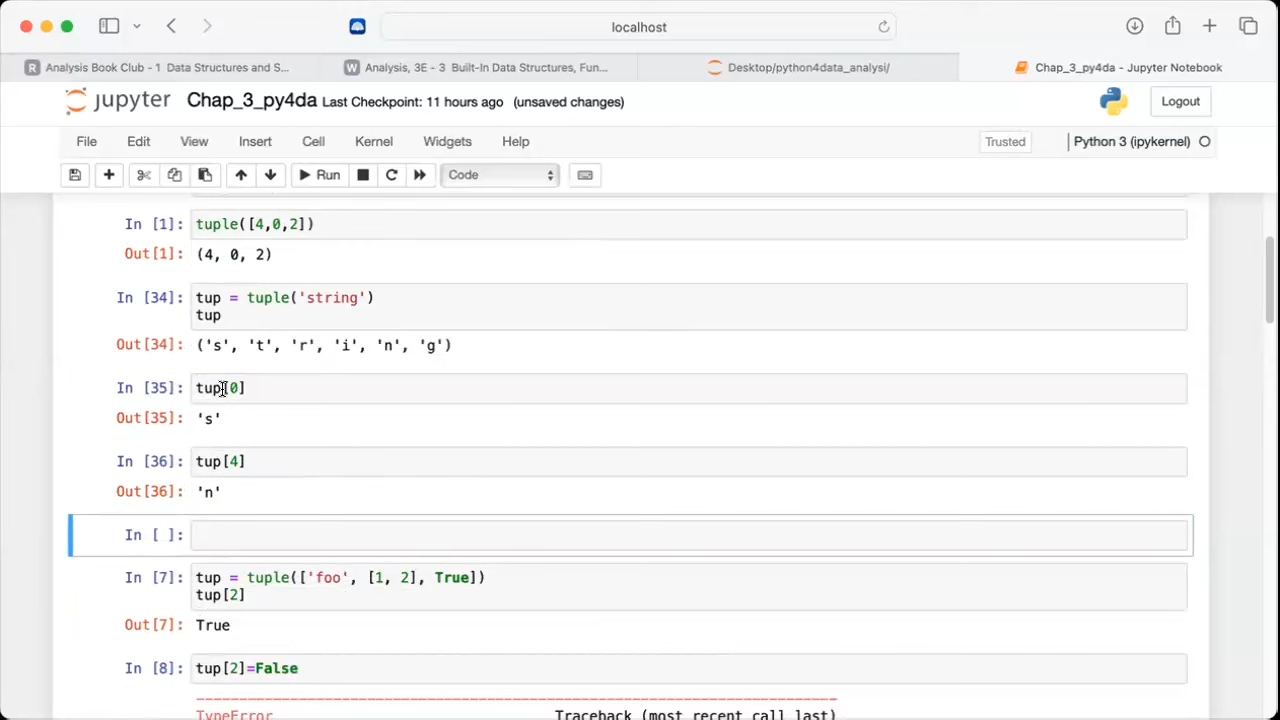 localhost
Analysis Book Club - 1 Data Structures and S...
Analysis, 3E - 3 Built-In Data Structures, Fun...
Desktop/python4data_analysi/
Chap_3_py4da - Jupyter Notebook
jupyter Chap_3_py4da Last Checkpoint: 11 hours ago (unsaved changes)
Logout
File Edit View Insert Cell Kernel Widgets Help
Trusted
Python 3 (ipykernel)
Run
Code
In [1]: tuple([4,0,2])
Out[1]: (4, 0, 2)
In [34]: tup = tuple('string')
tup
Out[34]: ('s', 't', 'r', 'i', 'n', 'g')
In [35]: tup[0]
Out[35]: 's'
In [36]: tup[4]
Out[36]: 'n'
In [ ]:
In [7]: tup = tuple(['foo', [1, 2], True])
tup[2]
Out[7]: True
In [8]: tup[2]=False
TypeError Traceback (most recent call last)